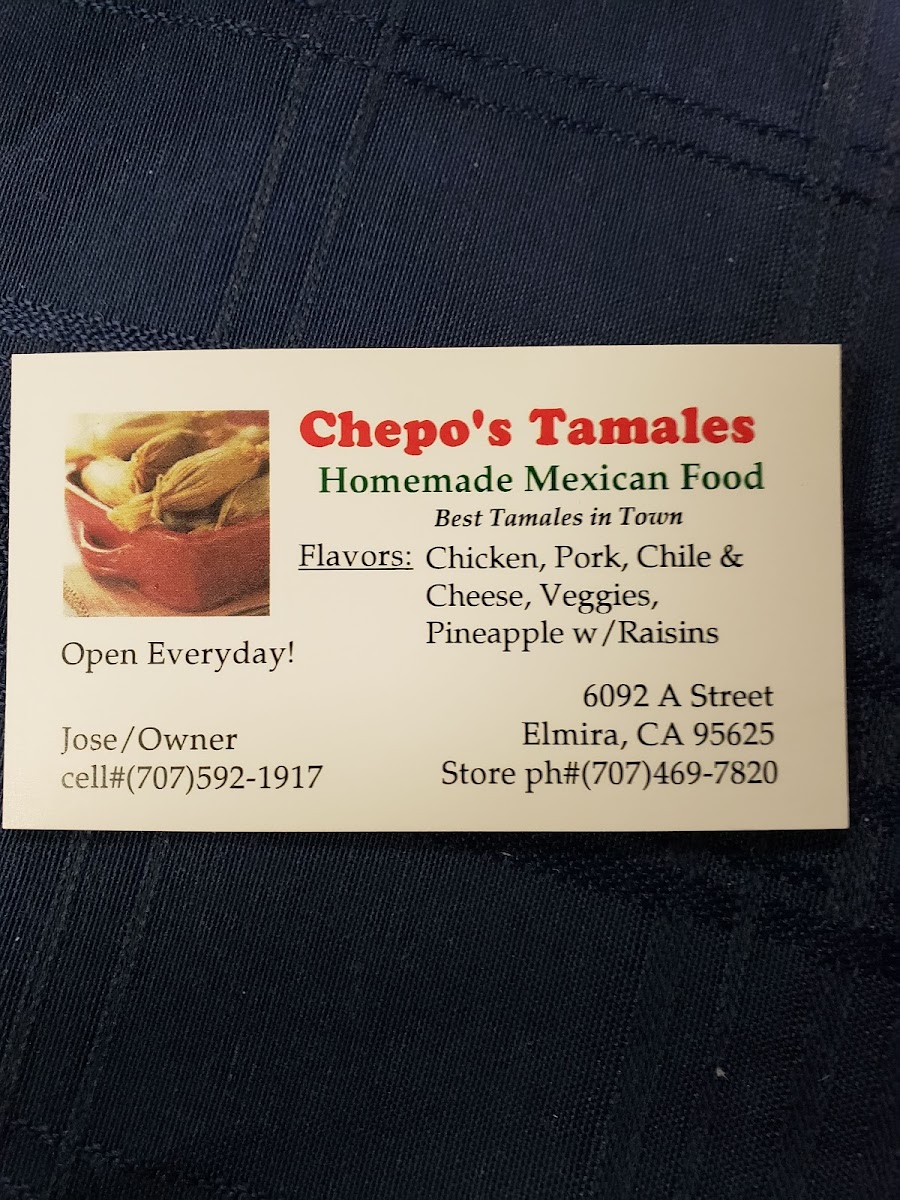 Chepo's Tamales
Homemade Mexican Food
Best Tamales in Town
Flavors: Chicken, Pork, Chile &
Cheese, Veggies,
Pineapple w/Raisins
Open Everyday!
Jose/Owner
cell#(707)592-1917
6092 A Street
Elmira, CA 95625
Store ph#(707)469-7820